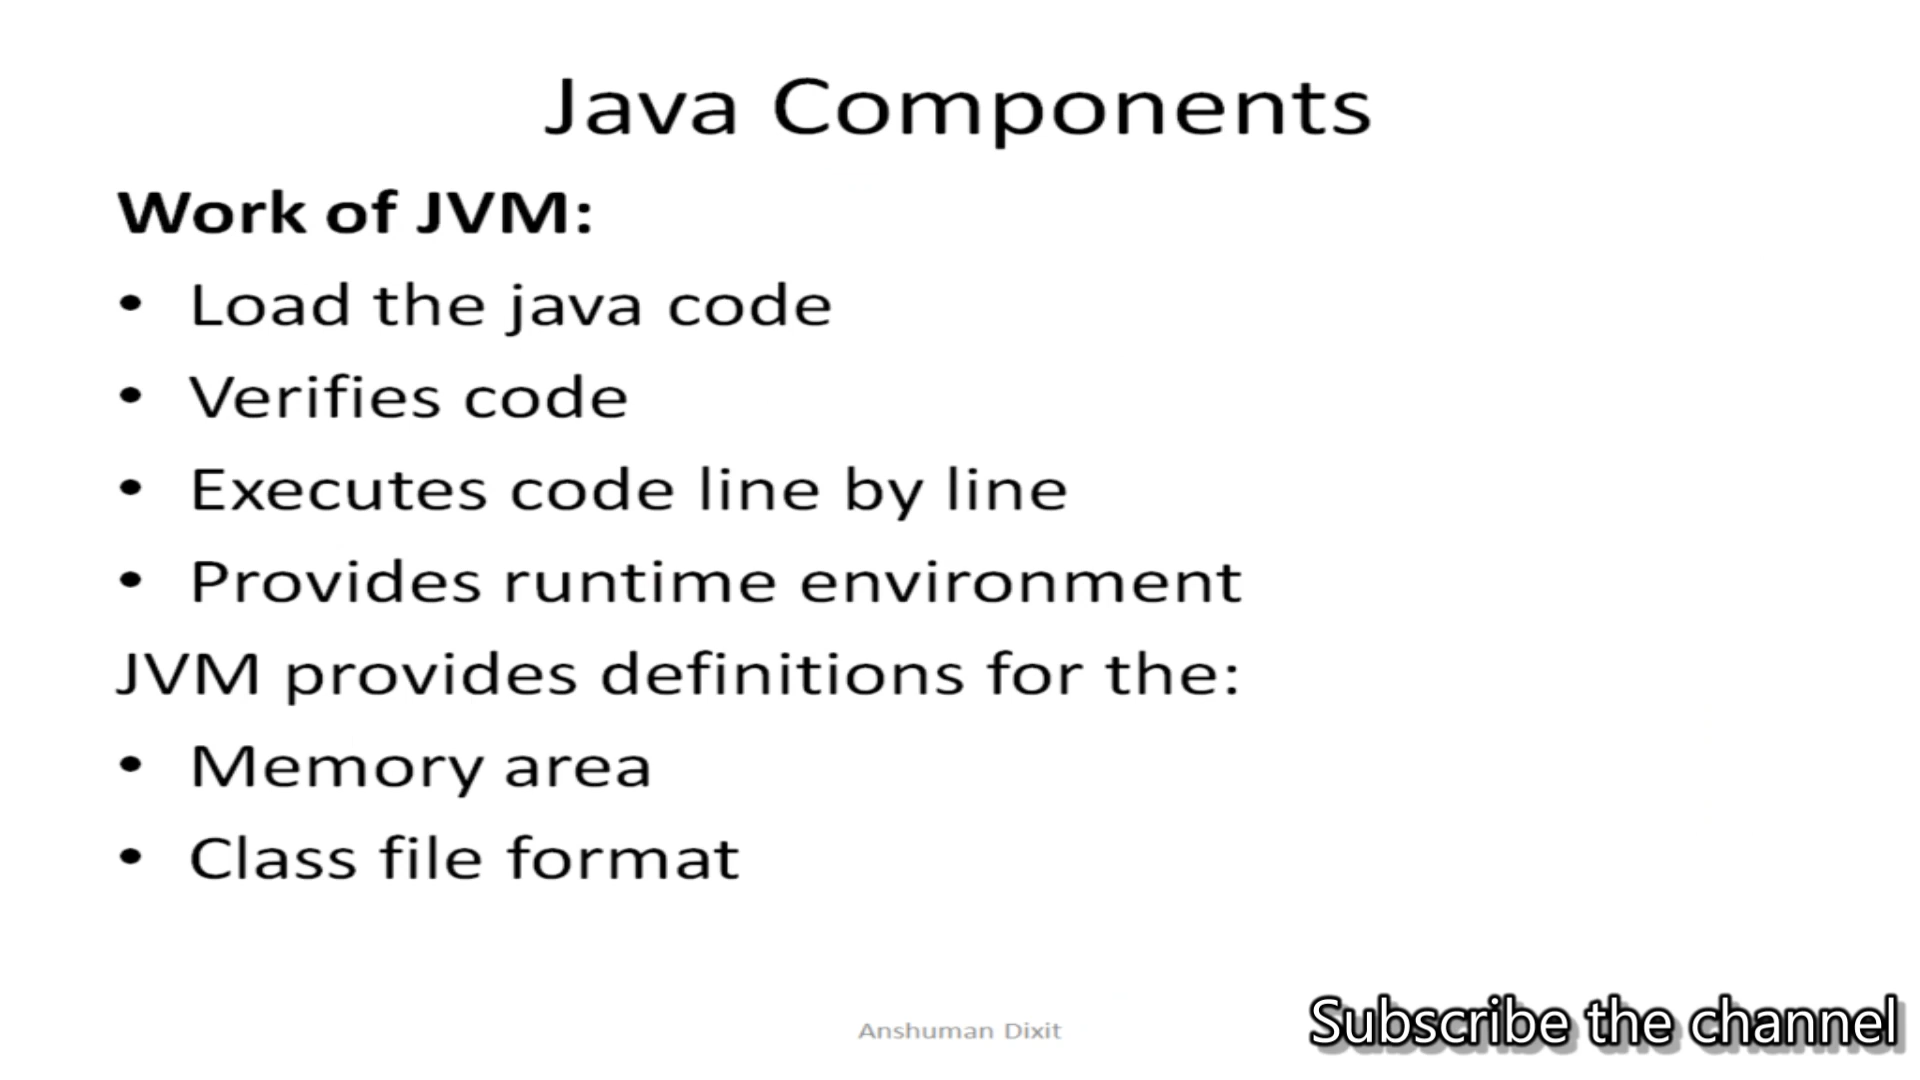 Java Components
Work of JVM:
• Load the java code
• Verifies code
• Executes code line by line
• Provides runtime environment
JVM provides definitions for the:
• Memory area
• Class file format
Anshuman Dixit
Subscribe the channel